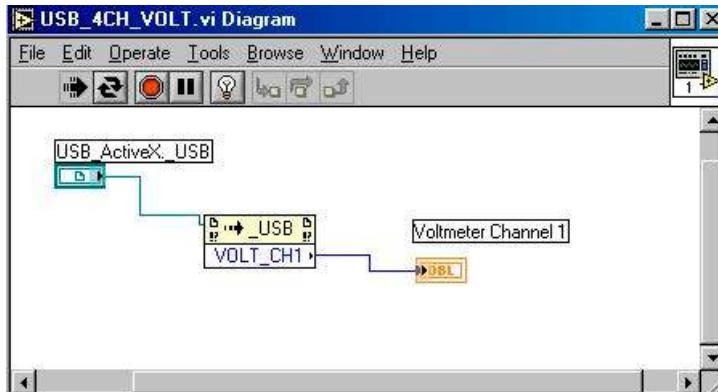 USB_4CH_VOLT.vi Diagram
File Edit Operate Tools Browse Window Help
1
USB_ActiveX._USB
_USB
VOLT_CH1
Voltmeter Channel 1
DBL